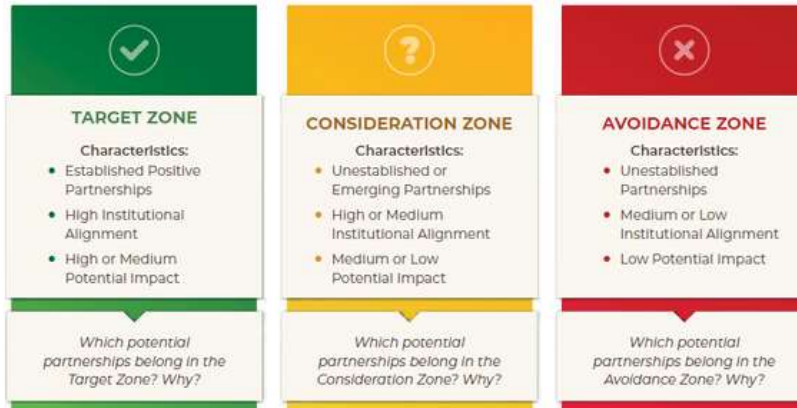 TARGET ZONE
Characteristics:
• Established Positive
Partnerships
• High Institutional
Alignment
• High or Medium
Potential Impact
Which potential
partnerships belong in the
Target Zone? Why?
?
CONSIDERATION ZONE
Characteristics:
• Unestablished or
Emerging Partnerships
• High or Medium
Institutional Alignment
• Medium or Low
Potential Impact
Which potential
partnerships belong in the
Consideration Zone? Why?
AVOIDANCE ZONE
Characteristics:
• Unestablished
Partnerships
• Medium or Low
Institutional Alignment
• Low Potential Impact
Which potential
partnerships belong in the
Avoidance Zone? Why?